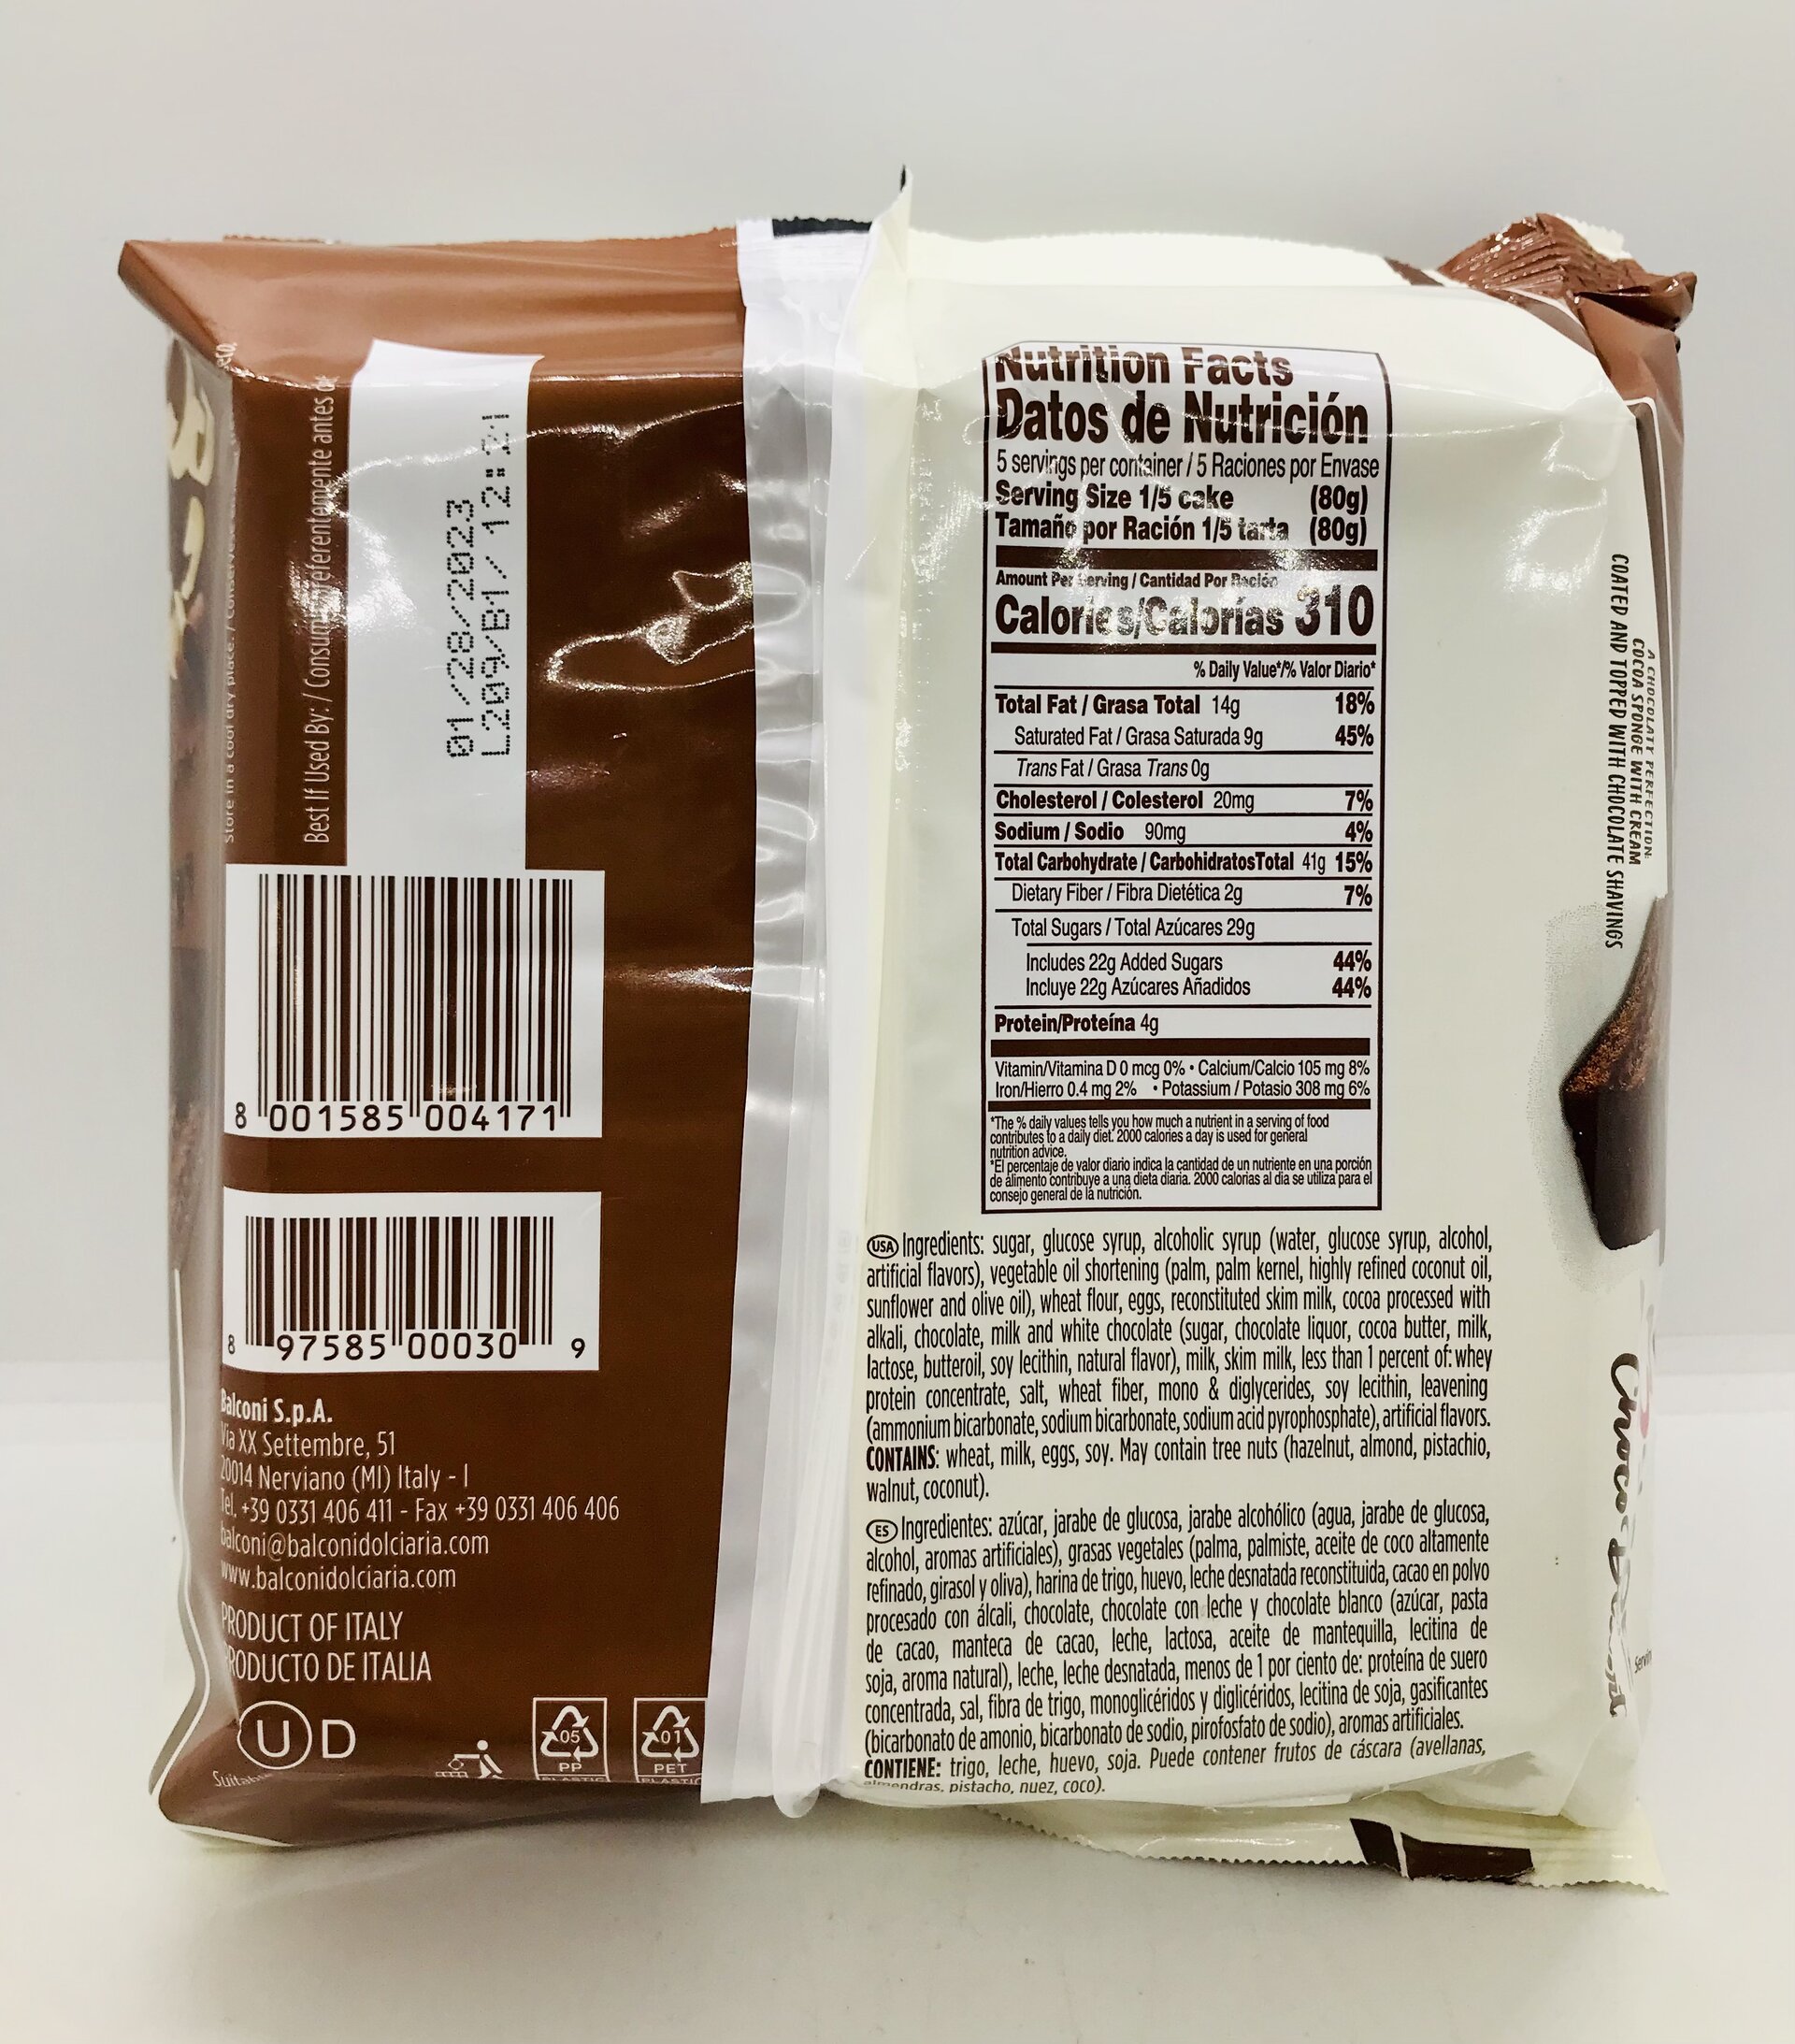 Store in a cool dry place. / Conservese
eco.
Best If Used By: / Consumir preferentemente antes de
01/28/2023
L209/B1/ 12:21
8 001585 004171
8 97585 00030 9
Balconi S.p.A.
Via XX Settembre, 51
20014 Nerviano (MI) Italy - I
Tel. +39 0331 406 411 - Fax +39 0331 406 406
balconi@balconidolciaria.com
www.balconidolciaria.com
PRODUCT OF ITALY
PRODUCTO DE ITALIA
U D
05
PP
PLASTIC
01
PET
PLASTIC
Nutrition Facts
Datos de Nutrición
5 servings per container / 5 Raciones por Envase
Serving Size 1/5 cake (80g)
Tamaño por Ración 1/5 tarta (80g)
Amount Per Serving / Cantidad Por Ración
Calories/Calorías 310
% Daily Value*/% Valor Diario*
Total Fat / Grasa Total 14g 18%
Saturated Fat / Grasa Saturada 9g 45%
Trans Fat / Grasa Trans 0g
Cholesterol / Colesterol 20mg 7%
Sodium / Sodio 90mg 4%
Total Carbohydrate / CarbohidratosTotal 41g 15%
Dietary Fiber / Fibra Dietética 2g 7%
Total Sugars / Total Azúcares 29g
Includes 22g Added Sugars 44%
Incluye 22g Azúcares Añadidos 44%
Protein/Proteína 4g
Vitamin/Vitamina D 0 mcg 0% • Calcium/Calcio 105 mg 8%
Iron/Hierro 0.4 mg 2% • Potassium / Potasio 308 mg 6%
*The % daily values tells you how much a nutrient in a serving of food
contributes to a daily diet. 2000 calories a day is used for general
nutrition advice.
*El percentaje de valor diario indica la cantidad de un nutriente en una porción
de alimento contribuye a una dieta diaria. 2000 calorias al dia se utiliza para el
consejo general de la nutrición.
USA Ingredients: sugar, glucose syrup, alcoholic syrup (water, glucose syrup, alcohol,
artificial flavors), vegetable oil shortening (palm, palm kernel, highly refined coconut oil,
sunflower and olive oil), wheat flour, eggs, reconstituted skim milk, cocoa processed with
alkali, chocolate, milk and white chocolate (sugar, chocolate liquor, cocoa butter, milk,
lactose, butteroil, soy lecithin, natural flavor), milk, skim milk, less than 1 percent of: whey
protein concentrate, salt, wheat fiber, mono & diglycerides, soy lecithin, leavening
(ammonium bicarbonate, sodium bicarbonate, sodium acid pyrophosphate), artificial flavors.
CONTAINS: wheat, milk, eggs, soy. May contain tree nuts (hazelnut, almond, pistachio,
walnut, coconut).
ES Ingredientes: azúcar, jarabe de glucosa, jarabe alcohólico (agua, jarabe de glucosa,
alcohol, aromas artificiales), grasas vegetales (palma, palmiste, aceite de coco altamente
refinado, girasol y oliva), harina de trigo, huevo, leche desnatada reconstituida, cacao en polvo
procesado con álcali, chocolate, chocolate con leche y chocolate blanco (azúcar, pasta
de cacao, manteca de cacao, leche, lactosa, aceite de mantequilla, lecitina de
soja, aroma natural), leche, leche desnatada, menos de 1 por ciento de: proteína de suero
concentrada, sal, fibra de trigo, monoglicéridos y diglicéridos, lecitina de soja, gasificantes
(bicarbonato de amonio, bicarbonato de sodio, pirofosfato de sodio), aromas artificiales.
CONTIENE: trigo, leche, huevo, soja. Puede contener frutos de cáscara (avellanas,
almendras, pistacho, nuez, coco).
A CHOCOLATY PERFECTION:
COCOA SPONGE WITH CREAM
COATED AND TOPPED WITH CHOCOLATE SHAVINGS